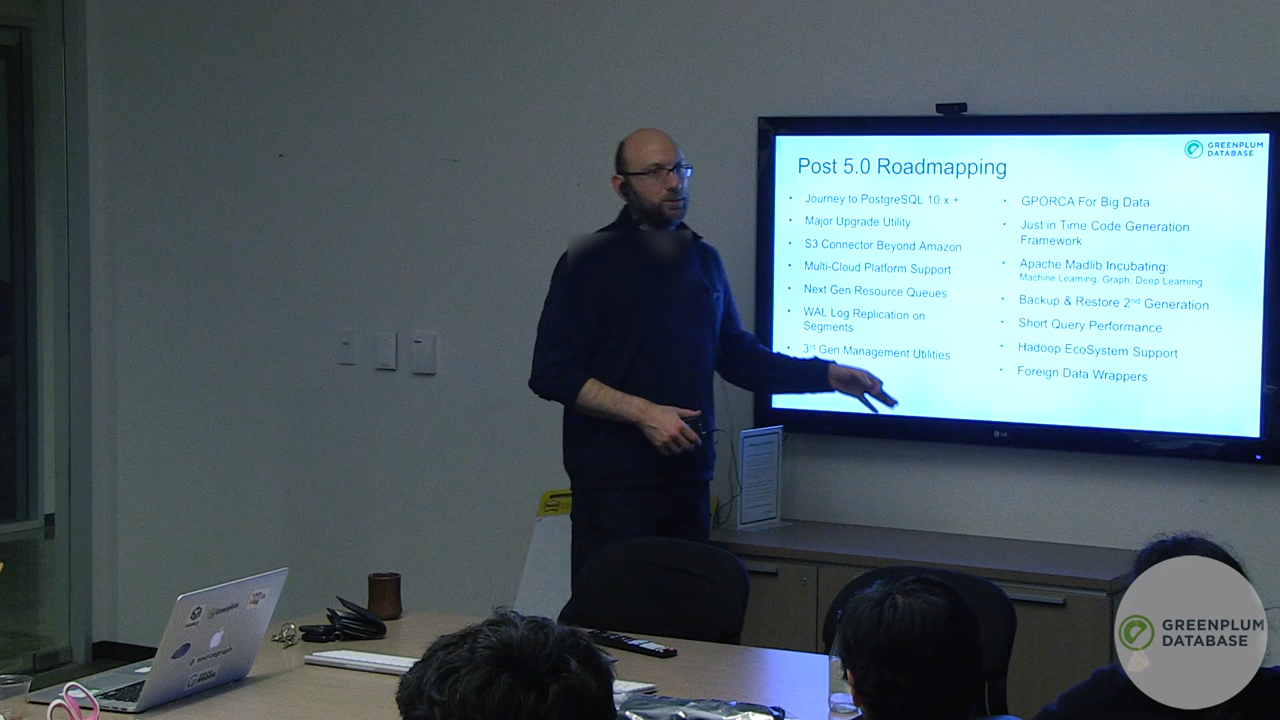 GREENPLUM
DATABASE
Post 5.0 Roadmapping
• Journey to PostgreSQL 10 x +
• Major Upgrade Utility
• S3 Connector Beyond Amazon
• Multi-Cloud Platform Support
• Next Gen Resource Queues
• WAL Log Replication on
Segments
• 3rd Gen Management Utilities
• GPORCA For Big Data
• Just in Time Code Generation
Framework
• Apache Madlib Incubating:
Machine Learning, Graph, Deep Learning
• Backup & Restore 2nd Generation
• Short Query Performance
• Hadoop EcoSystem Support
• Foreign Data Wrappers
LG
Greenplum
sourcegraph
GREENPLUM
DATABASE